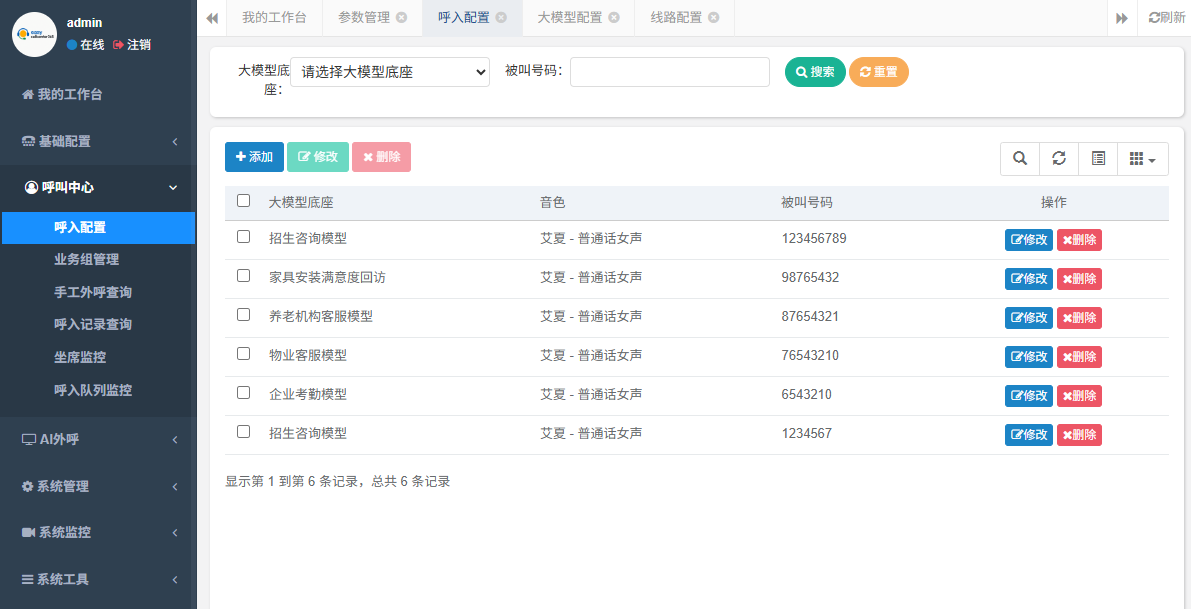 admin
在线 注销
我的工作台
基础配置
呼叫中心
呼入配置
业务组管理
手工外呼查询
呼入记录查询
坐席监控
呼入队列监控
AI外呼
系统管理
系统监控
系统工具
我的工作台 参数管理 呼入配置 大模型配置 线路配置 刷新
大模型底座： 请选择大模型底座 被叫号码： 搜索 重置
添加 修改 删除
大模型底座 音色 被叫号码 操作
招生咨询模型 艾夏 - 普通话女声 123456789 修改 删除
家具安装满意度回访 艾夏 - 普通话女声 98765432 修改 删除
养老机构客服模型 艾夏 - 普通话女声 87654321 修改 删除
物业客服模型 艾夏 - 普通话女声 76543210 修改 删除
企业考勤模型 艾夏 - 普通话女声 6543210 修改 删除
招生咨询模型 艾夏 - 普通话女声 1234567 修改 删除
显示第 1 到第 6 条记录，总共 6 条记录